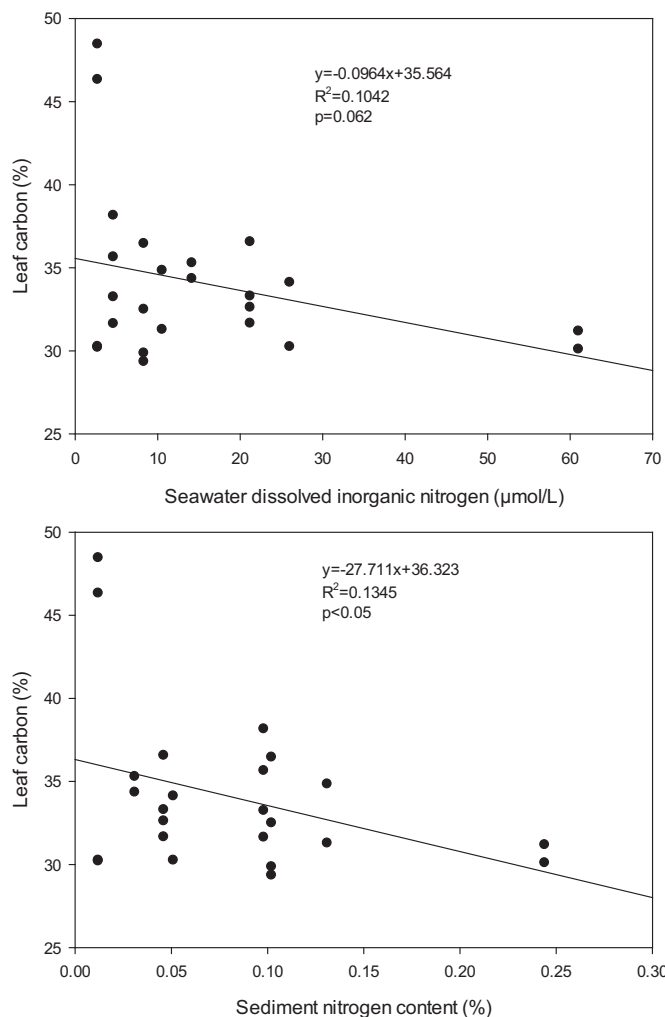 50
45
40
35
30
25
Leaf carbon (%)
y=-0.0964x+35.564
R²=0.1042
p=0.062
0 10 20 30 40 50 60 70
Seawater dissolved inorganic nitrogen (µmol/L)
50
45
40
35
30
25
Leaf carbon (%)
y=-27.711x+36.323
R²=0.1345
p<0.05
0.00 0.05 0.10 0.15 0.20 0.25 0.30
Sediment nitrogen content (%)